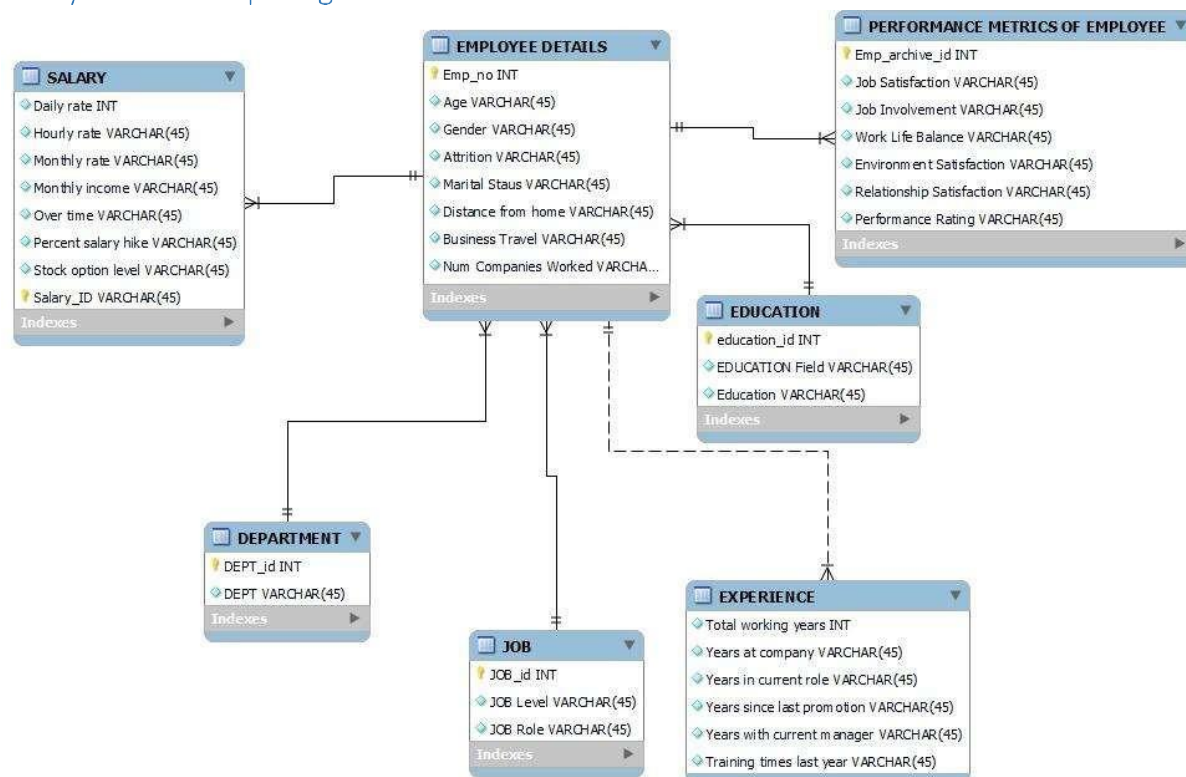 SALARY
Daily rate INT
Hourly rate VARCHAR(45)
Monthly rate VARCHAR(45)
Monthly income VARCHAR(45)
Over time VARCHAR(45)
Percent salary hike VARCHAR(45)
Stock option level VARCHAR(45)
Salary_ID VARCHAR(45)
Indexes
EMPLOYEE DETAILS
Emp_no INT
Age VARCHAR(45)
Gender VARCHAR(45)
Attrition VARCHAR(45)
Marital Staus VARCHAR(45)
Distance from home VARCHAR(45)
Business Travel VARCHAR(45)
Num Companies Worked VARCHA...
Indexes
PERFORMANCE METRICS OF EMPLOYEE
Emp_archive_id INT
Job Satisfaction VARCHAR(45)
Job Involvement VARCHAR(45)
Work Life Balance VARCHAR(45)
Environment Satisfaction VARCHAR(45)
Relationship Satisfaction VARCHAR(45)
Performance Rating VARCHAR(45)
Indexes
EDUCATION
education_id INT
EDUCATION Field VARCHAR(45)
Education VARCHAR(45)
Indexes
DEPARTMENT
DEPT_id INT
DEPT VARCHAR(45)
Indexes
JOB
JOB_id INT
JOB Level VARCHAR(45)
JOB Role VARCHAR(45)
Indexes
EXPERIENCE
Total working years INT
Years at company VARCHAR(45)
Years in current role VARCHAR(45)
Years since last promotion VARCHAR(45)
Years with current manager VARCHAR(45)
Training times last year VARCHAR(45)